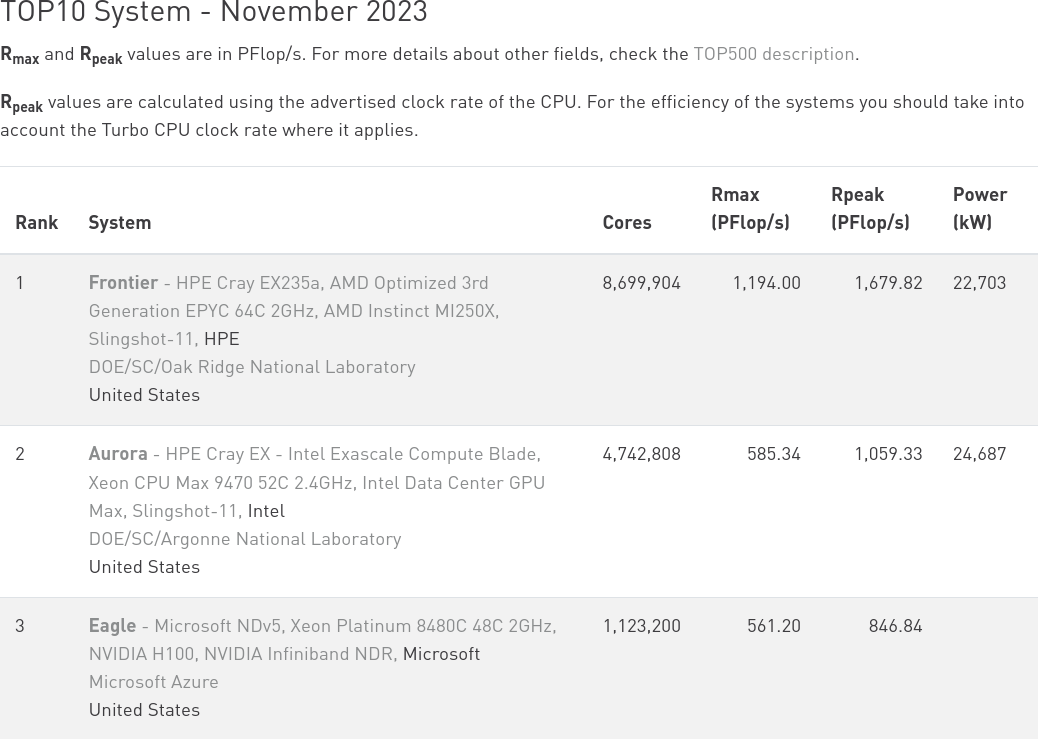 TOP10 System - November 2023
Rmax and Rpeak values are in PFlop/s. For more details about other fields, check the TOP500 description.
Rpeak values are calculated using the advertised clock rate of the CPU. For the efficiency of the systems you should take into
account the Turbo CPU clock rate where it applies.
Rank System Cores Rmax (PFlop/s) Rpeak (PFlop/s) Power (kW)
1 Frontier - HPE Cray EX235a, AMD Optimized 3rd 8,699,904 1,194.00 1,679.82 22,703
Generation EPYC 64C 2GHz, AMD Instinct MI250X,
Slingshot-11, HPE
DOE/SC/Oak Ridge National Laboratory
United States
2 Aurora - HPE Cray EX - Intel Exascale Compute Blade, 4,742,808 585.34 1,059.33 24,687
Xeon CPU Max 9470 52C 2.4GHz, Intel Data Center GPU
Max, Slingshot-11, Intel
DOE/SC/Argonne National Laboratory
United States
3 Eagle - Microsoft NDv5, Xeon Platinum 8480C 48C 2GHz, 1,123,200 561.20 846.84
NVIDIA H100, NVIDIA Infiniband NDR, Microsoft
Microsoft Azure
United States